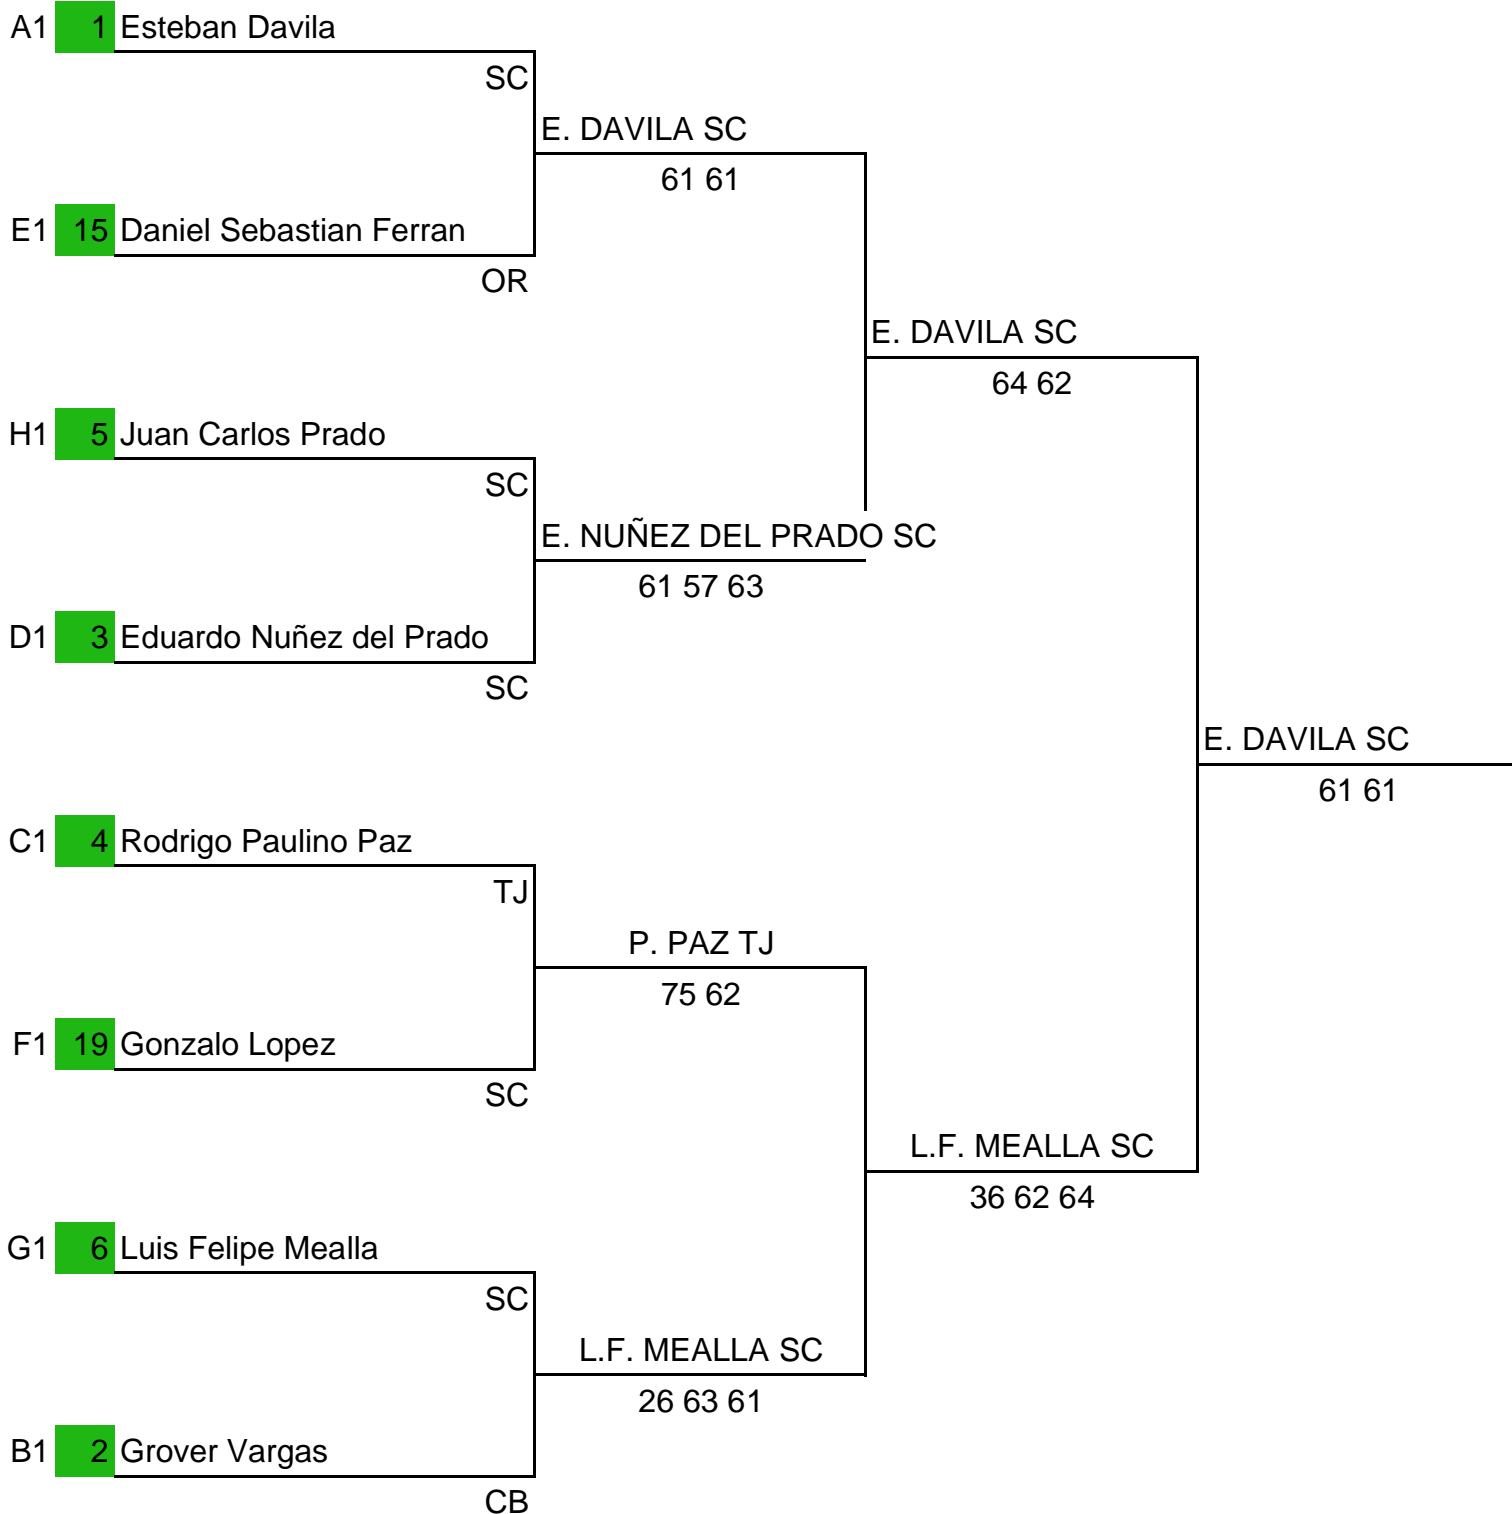 A1 1 Esteban Davila
SC
E. DAVILA SC
61 61
E1 15 Daniel Sebastian Ferran
OR
E. DAVILA SC
64 62
H1 5 Juan Carlos Prado
SC
E. NUÑEZ DEL PRADO SC
61 57 63
D1 3 Eduardo Nuñez del Prado
SC
E. DAVILA SC
61 61
C1 4 Rodrigo Paulino Paz
TJ
P. PAZ TJ
75 62
F1 19 Gonzalo Lopez
SC
L.F. MEALLA SC
36 62 64
G1 6 Luis Felipe Mealla
SC
L.F. MEALLA SC
26 63 61
B1 2 Grover Vargas
CB